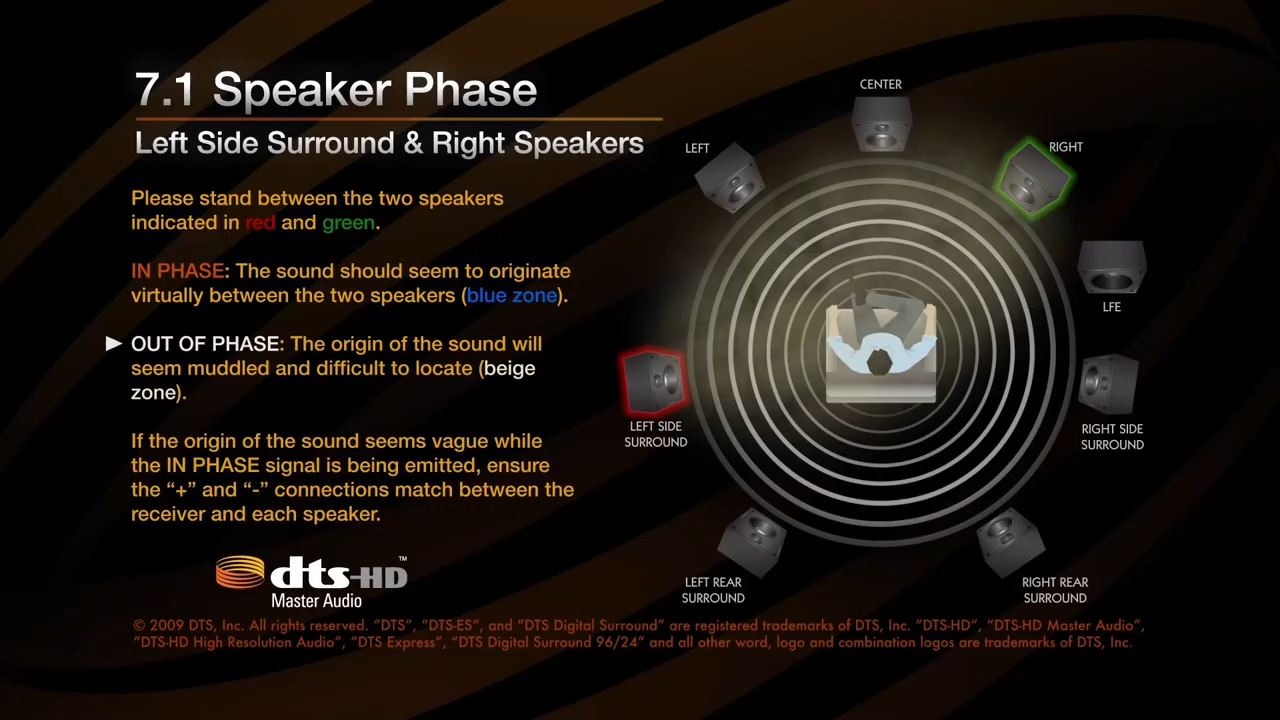 7.1 Speaker Phase
Left Side Surround & Right Speakers
Please stand between the two speakers
indicated in red and green.
IN PHASE: The sound should seem to originate
virtually between the two speakers (blue zone).
OUT OF PHASE: The origin of the sound will
seem muddled and difficult to locate (beige
zone).
If the origin of the sound seems vague while
the IN PHASE signal is being emitted, ensure
the “+” and “-” connections match between the
receiver and each speaker.
CENTER
LEFT
RIGHT
LFE
LEFT SIDE
SURROUND
RIGHT SIDE
SURROUND
LEFT REAR
SURROUND
RIGHT REAR
SURROUND
dts-HD™
Master Audio
© 2009 DTS, Inc. All rights reserved. “DTS”, “DTS-ES”, and “DTS Digital Surround” are registered trademarks of DTS, Inc. “DTS-HD”, “DTS-HD Master Audio”,
“DTS-HD High Resolution Audio”, “DTS Express”, “DTS Digital Surround 96/24” and all other word, logo and combination logos are trademarks of DTS, Inc.